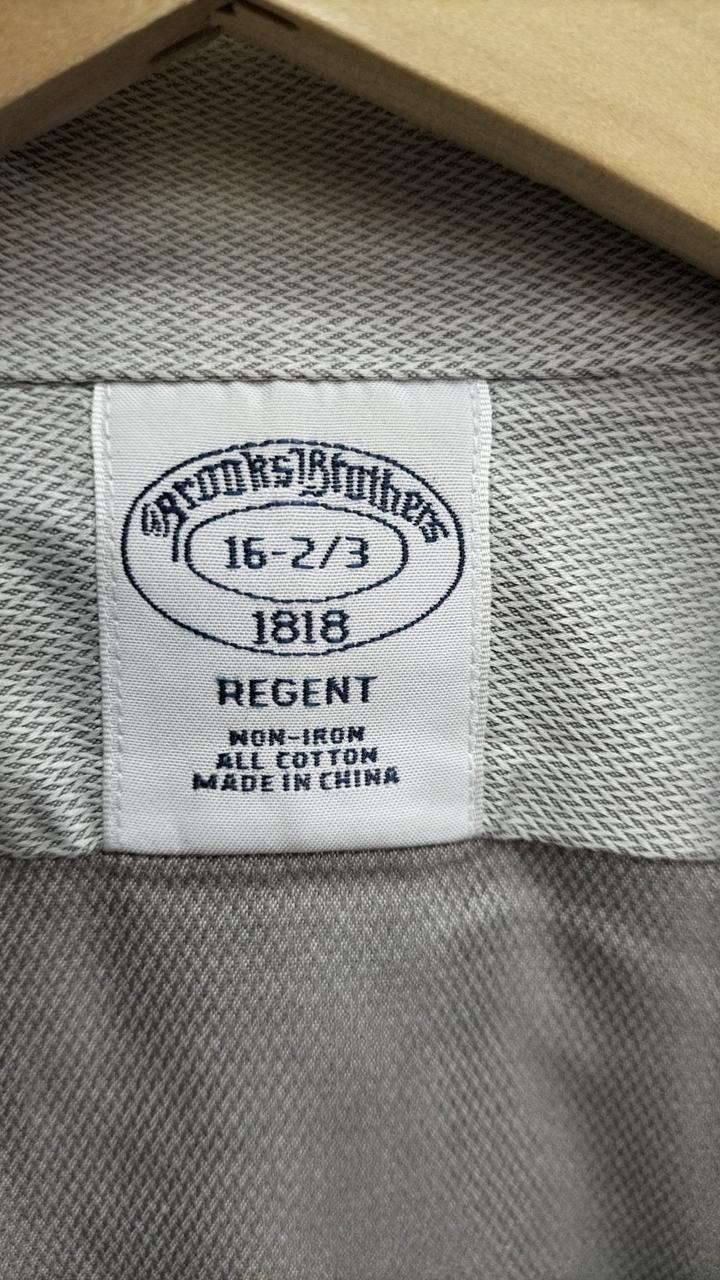 Brooks Brothers
16-2/3
1818
REGENT
NON-IRON
ALL COTTON
MADE IN CHINA